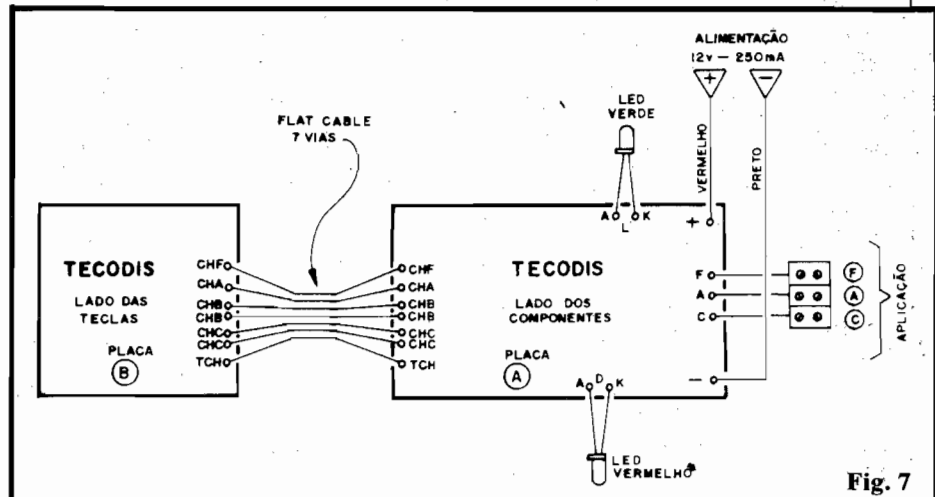 ALIMENTAÇÃO
12v — 250mA
+
−
LED
VERDE
FLAT CABLE
7 VIAS
VERMELHO
PRETO
A
K
L
+
TECODIS
LADO DAS
TECLAS
PLACA
B
CHF
CHA
CHB
CHB
CHC
CHC
TCH
CHF
CHA
CHB
CHB
CHC
CHC
TCH
TECODIS
LADO DOS
COMPONENTES
PLACA
A
F
A
C
F
A
C
APLICAÇÃO
−
A
D
K
LED
VERMELHO
Fig. 7